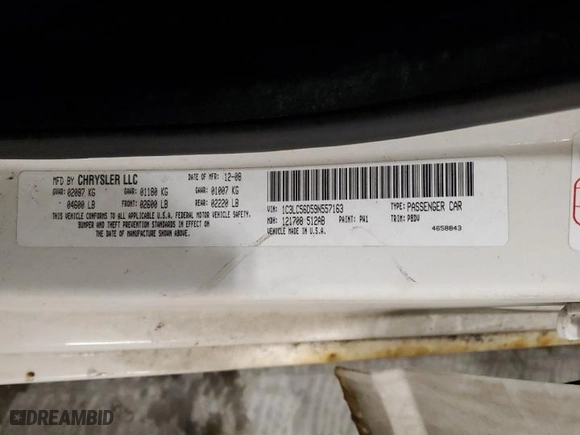 MFD BY CHRYSLER LLC DATE OF MFR: 12-08
GVWR: 02087 KG GAWR: 01180 KG GAWR: 01007 KG
04600 LB FRONT: 02600 LB REAR: 02220 LB
THIS VEHICLE CONFORMS TO ALL APPLICABLE U.S.A. FEDERAL MOTOR VEHICLE SAFETY,
BUMPER AND THEFT PREVENTION STANDARDS IN EFFECT ON
THE DATE OF MANUFACTURE SHOWN ABOVE.
VIN: 1C3LC56D59N557163 TYPE: PASSENGER CAR
MDH: 121708 512AB PAINT: PW1 TRIM: PBDV
VEHICLE MADE IN U.S.A. 4658843
DREAMBID